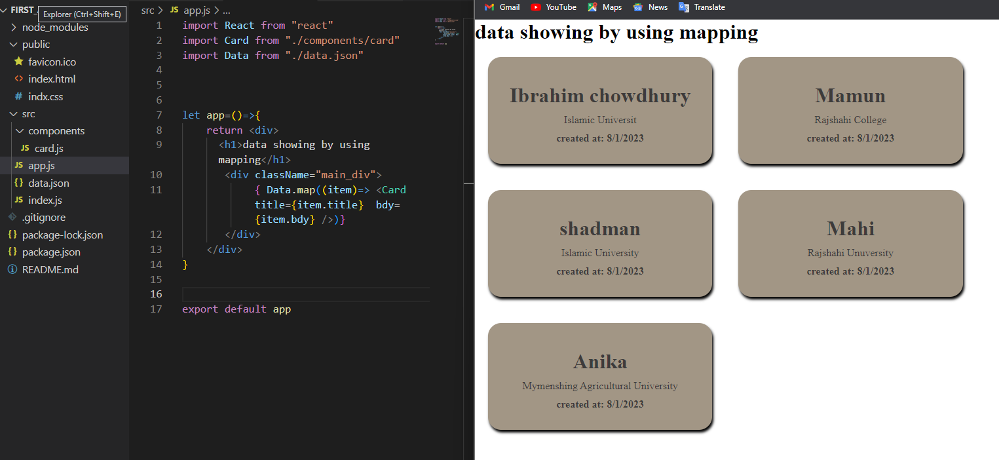 FIRST_
Explorer (Ctrl+Shift+E)
node_modules
public
favicon.ico
index.html
indx.css
src
components
card.js
app.js
data.json
index.js
.gitignore
package-lock.json
package.json
README.md
src > JS app.js > ...
1 import React from "react"
2 import Card from "./components/card"
3 import Data from "./data.json"
4
5
6
7 let app=()=>{
8 return <div>
9 <h1>data showing by using
mapping</h1>
10 <div className="main_div">
11 { Data.map((item)=> <Card
title={item.title}  bdy=
{item.bdy} />)}
12 </div>
13 </div>
14 }
15
16
17 export default app
Gmail YouTube Maps News Translate
data showing by using mapping
Ibrahim chowdhury
Islamic Universit
created at: 8/1/2023
Mamun
Rajshahi College
created at: 8/1/2023
shadman
Islamic University
created at: 8/1/2023
Mahi
Rajshahi Unuversity
created at: 8/1/2023
Anika
Mymenshing Agricultural University
created at: 8/1/2023